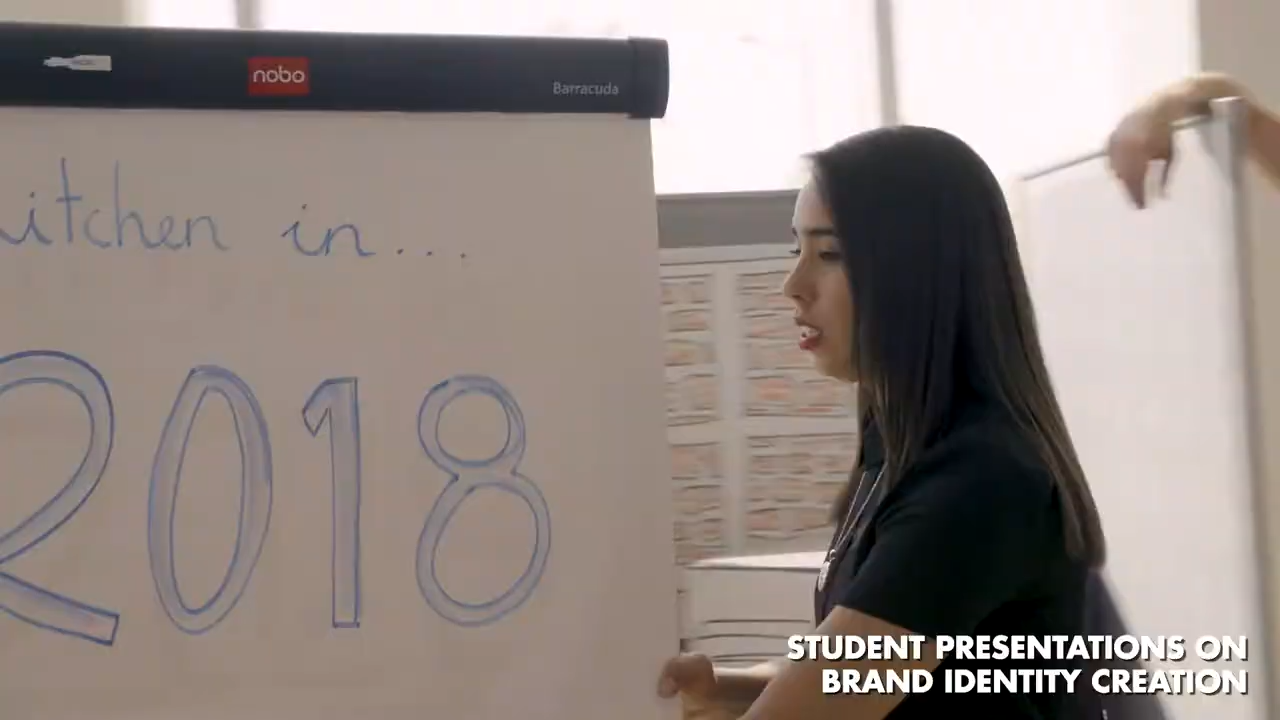 nobo
Barracuda
itchen in...
2018
STUDENT PRESENTATIONS ON
BRAND IDENTITY CREATION